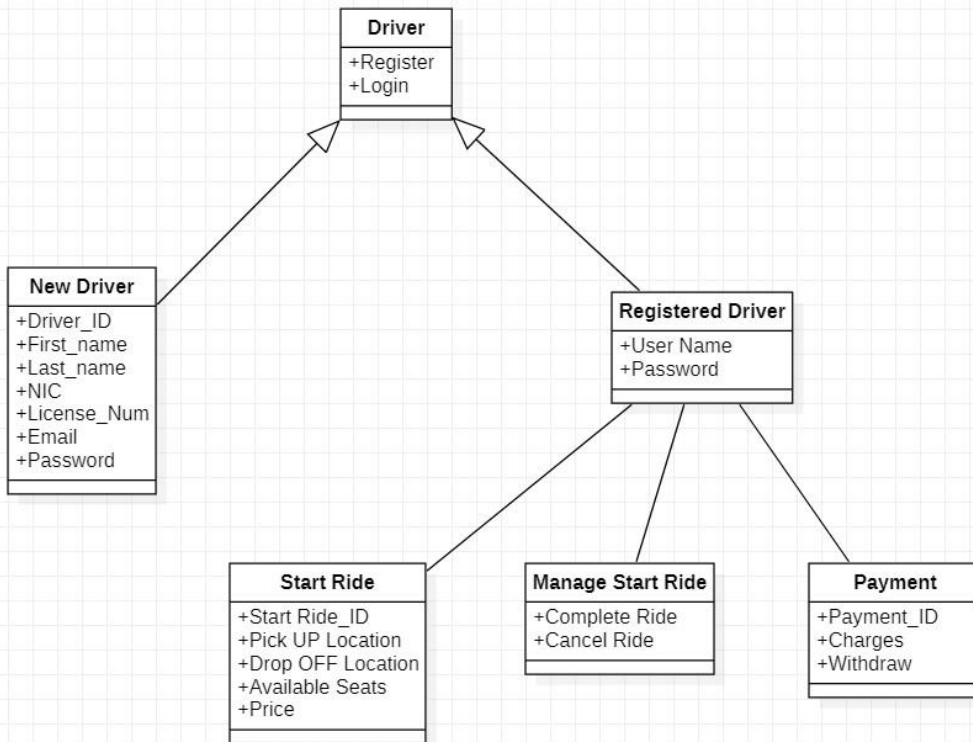 Driver
+Register
+Login
New Driver
+Driver_ID
+First_name
+Last_name
+NIC
+License_Num
+Email
+Password
Registered Driver
+User Name
+Password
Start Ride
+Start Ride_ID
+Pick UP Location
+Drop OFF Location
+Available Seats
+Price
Manage Start Ride
+Complete Ride
+Cancel Ride
Payment
+Payment_ID
+Charges
+Withdraw